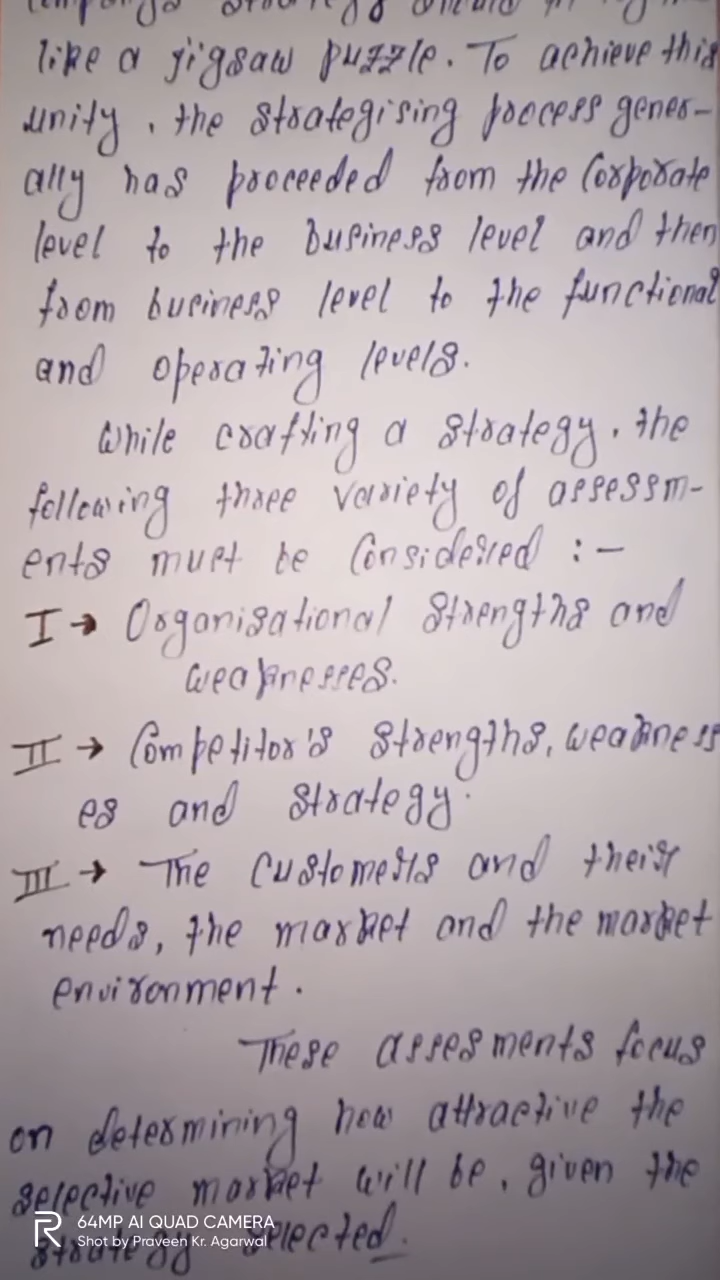 like a jigsaw puzzle. To achieve this
unity, the strategising process gener-
ally has proceeded from the Corporate
level to the business level and then
from business level to the functional
and operating levels.
While crafting a strategy, the
following three variety of assessm-
ents must be Considered :-
I → Organisational Strengths and
weaknesses.
II → Competitor's strengths, weakness
es and strategy.
III → The customers and their
needs, the market and the market
environment.
These assesments focus
on determining how attractive the
selective market will be, given the
strategy selected.
R 64MP AI QUAD CAMERA
Shot by Praveen Kr. Agarwal